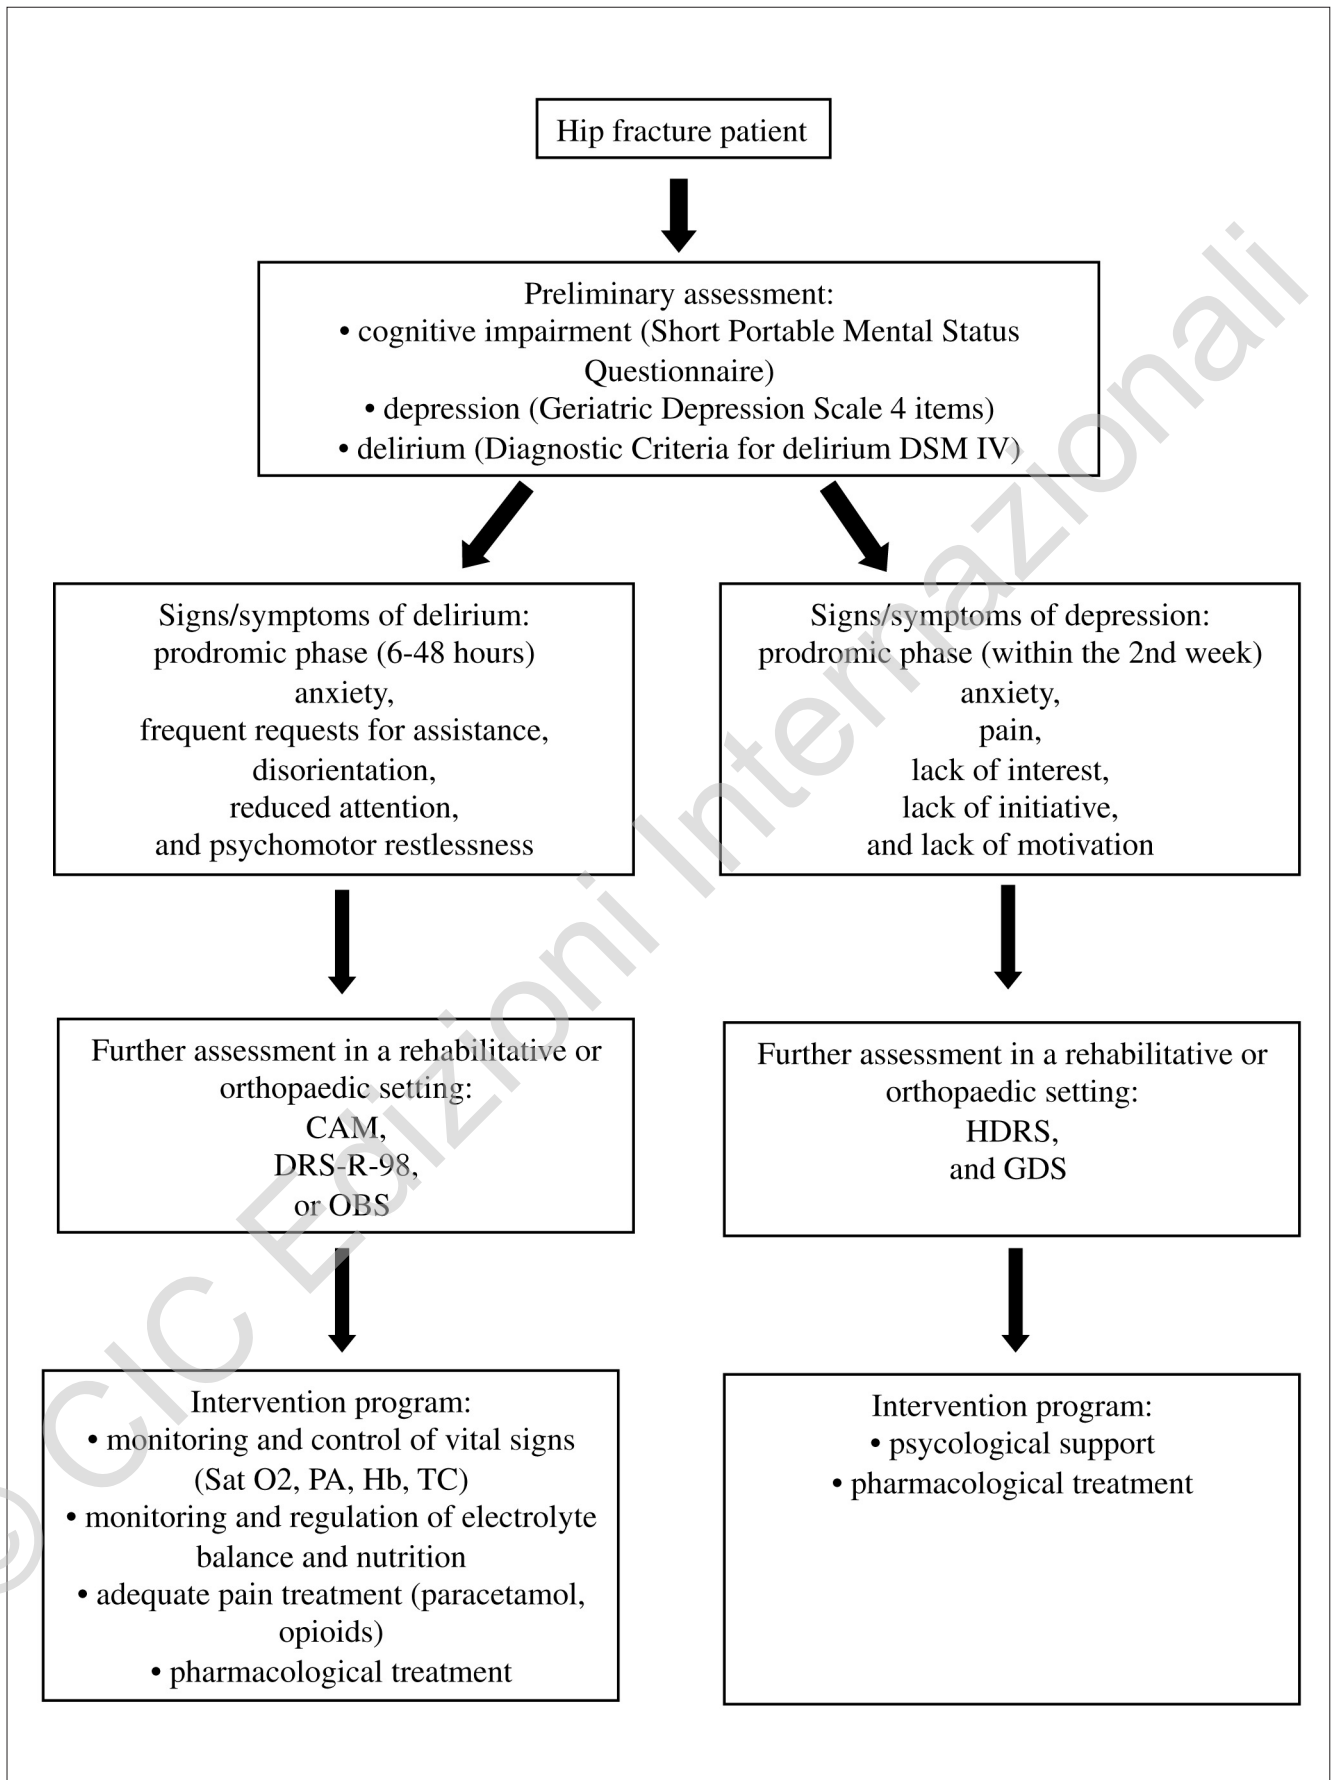 Hip fracture patient
Preliminary assessment:
• cognitive impairment (Short Portable Mental Status
Questionnaire)
• depression (Geriatric Depression Scale 4 items)
• delirium (Diagnostic Criteria for delirium DSM IV)
Signs/symptoms of delirium:
prodromic phase (6-48 hours)
anxiety,
frequent requests for assistance,
disorientation,
reduced attention,
and psychomotor restlessness
Signs/symptoms of depression:
prodromic phase (within the 2nd week)
anxiety,
pain,
lack of interest,
lack of initiative,
and lack of motivation
Further assessment in a rehabilitative or
orthopaedic setting:
CAM,
DRS-R-98,
or OBS
Further assessment in a rehabilitative or
orthopaedic setting:
HDRS,
and GDS
Intervention program:
• monitoring and control of vital signs
(Sat O2, PA, Hb, TC)
• monitoring and regulation of electrolyte
balance and nutrition
• adequate pain treatment (paracetamol,
opioids)
• pharmacological treatment
Intervention program:
• psycological support
• pharmacological treatment
© CIC Edizioni Internazionali